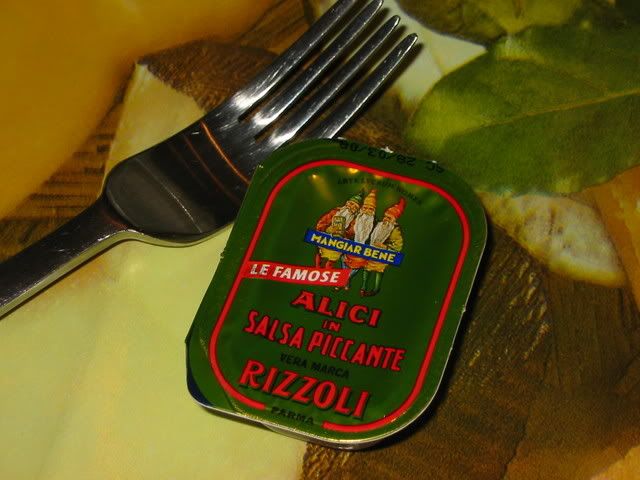 MANGIAR BENE
LE FAMOSE
ALICI
IN
SALSA PICCANTE
VERA MARCA
RIZZOLI
PARMA